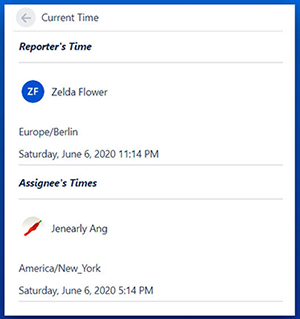 Current Time
Reporter's Time
ZF Zelda Flower
Europe/Berlin
Saturday, June 6, 2020 11:14 PM
Assignee's Times
Jenearly Ang
America/New_York
Saturday, June 6, 2020 5:14 PM